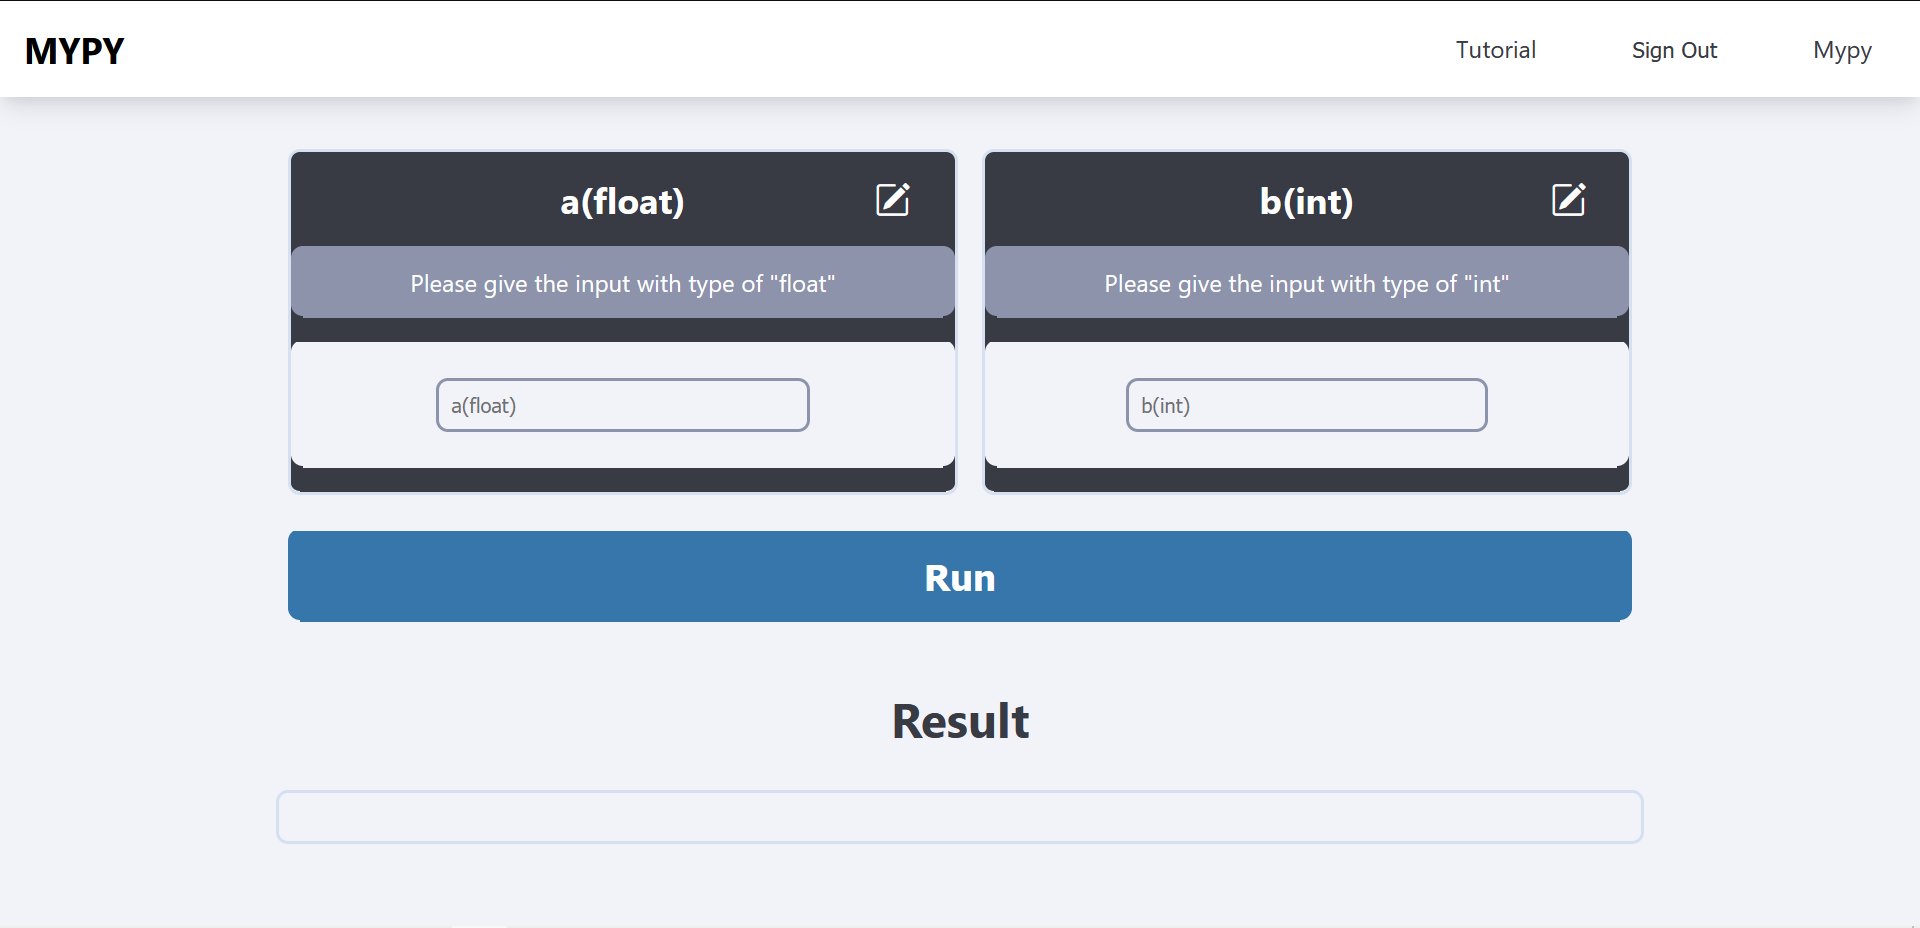 MYPY
Tutorial
Sign Out
Mypy
a(float)
Please give the input with type of "float"
a(float)
b(int)
Please give the input with type of "int"
b(int)
Run
Result